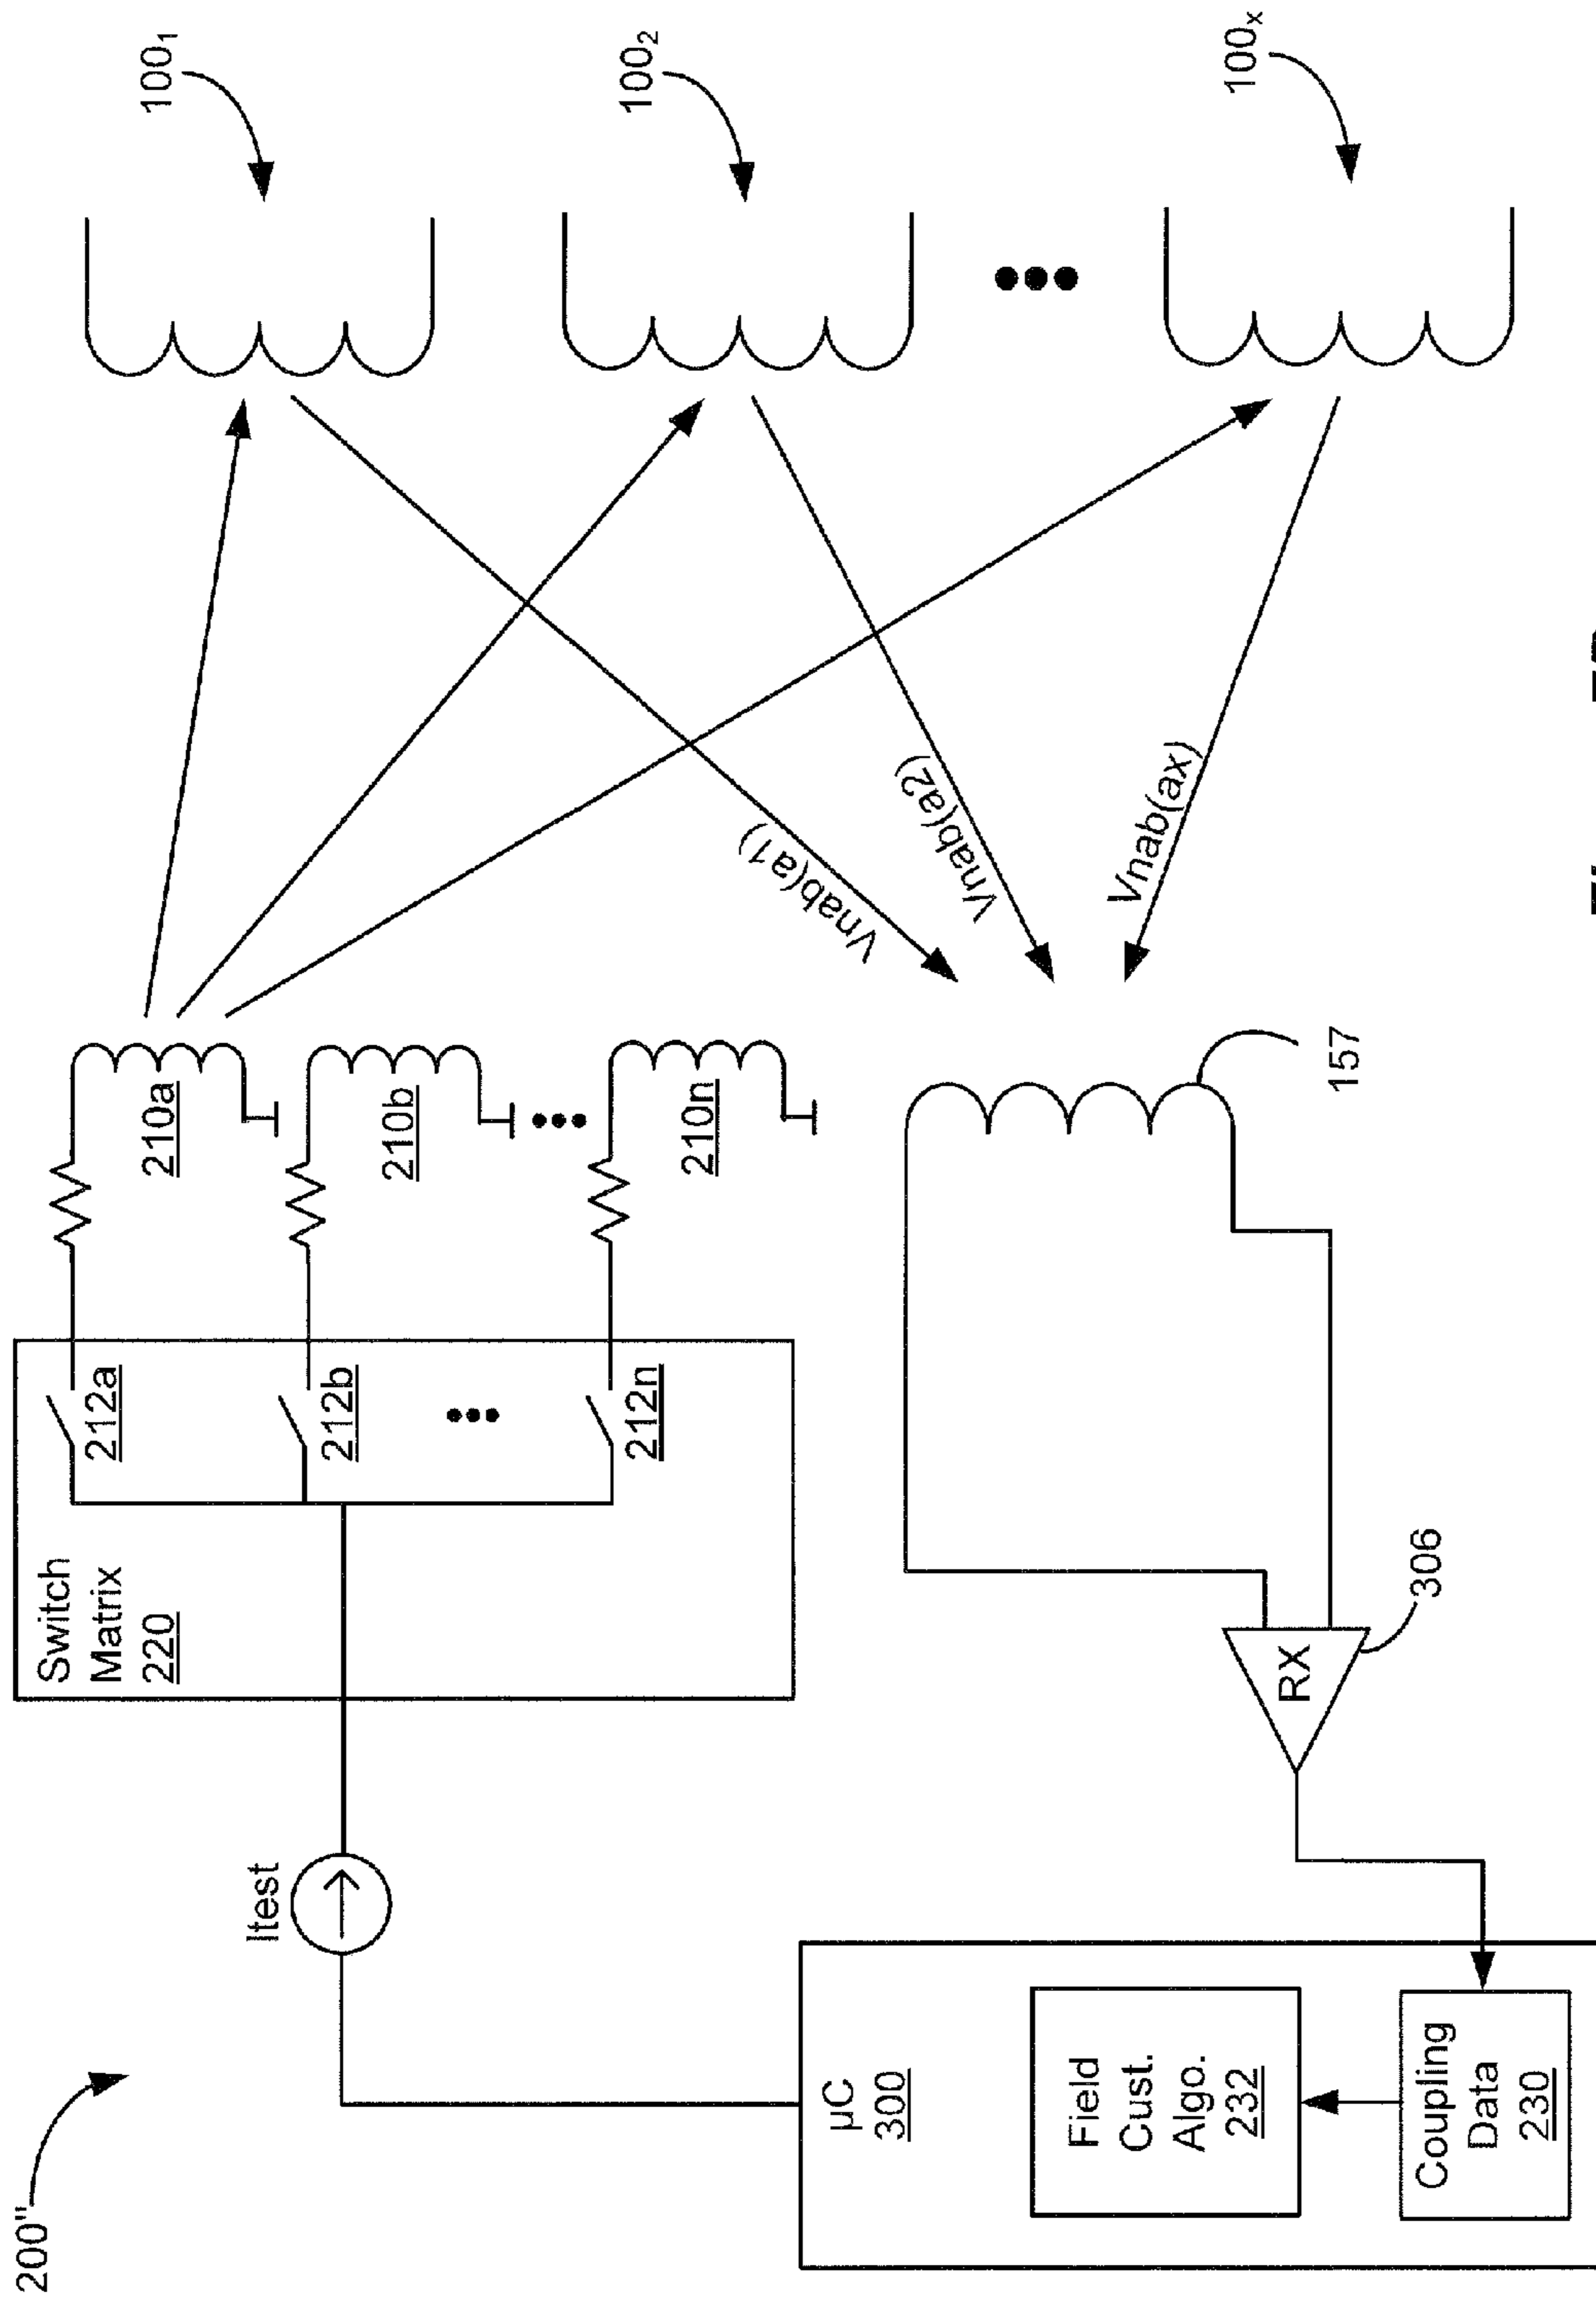 200"
Itest
Switch
Matrix
220
212a
212b
212n
210a
210b
210n
100₁
100₂
100ₓ
Vnab(a1)
Vnab(a2)
Vnab(ax)
157
306
RX
µC
300
Field
Cust.
Algo.
232
Coupling
Data
230